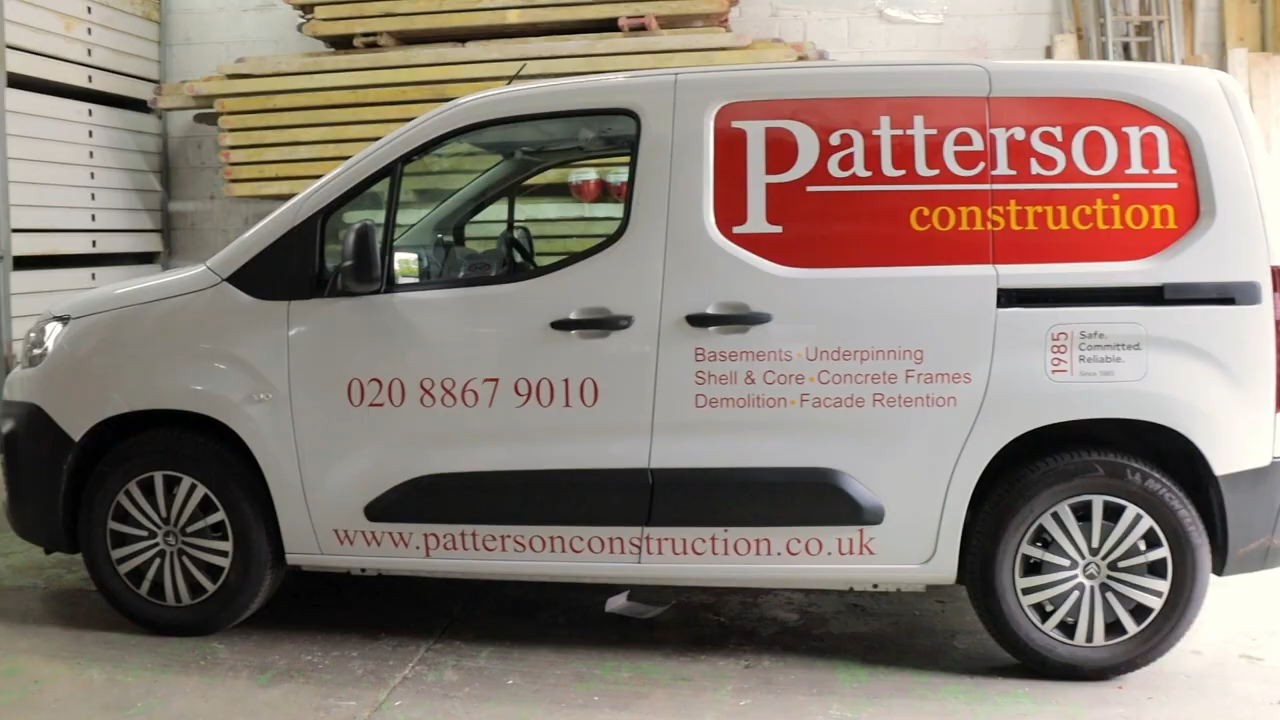 Patterson
construction
020 8867 9010
Basements · Underpinning
Shell & Core · Concrete Frames
Demolition · Facade Retention
1985
Safe.
Committed.
Reliable.
Since 1985
www.pattersonconstruction.co.uk
MICHELIN